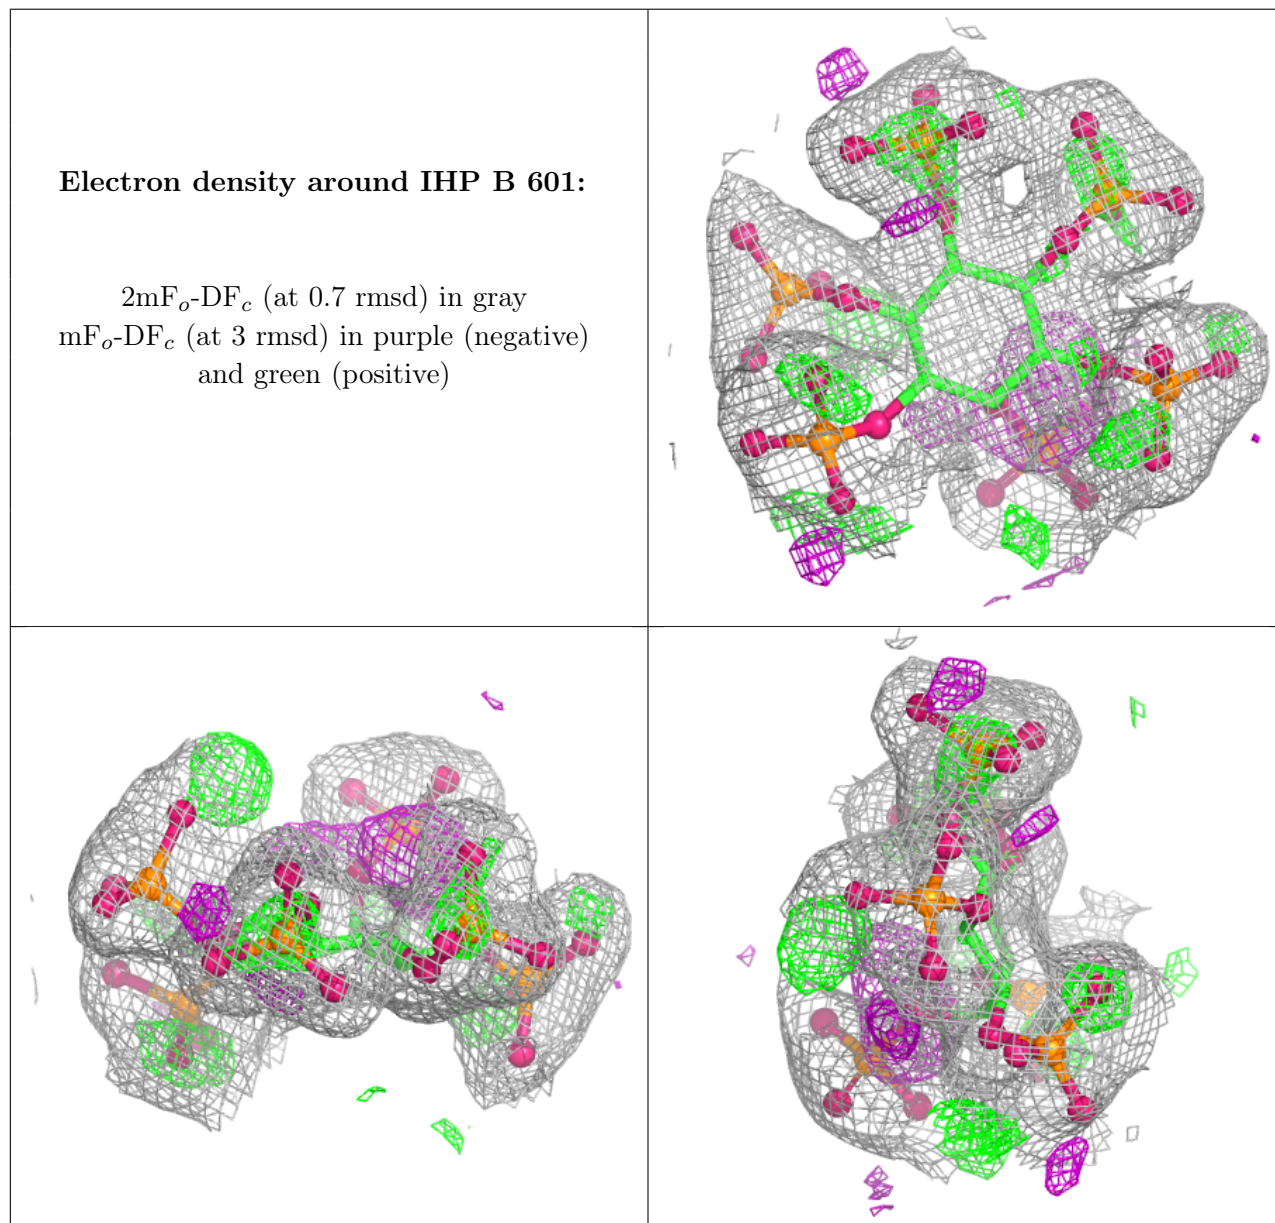 Electron density around IHP B 601:
2mFₒ-DF𝒸 (at 0.7 rmsd) in gray
mFₒ-DF𝒸 (at 3 rmsd) in purple (negative)
and green (positive)